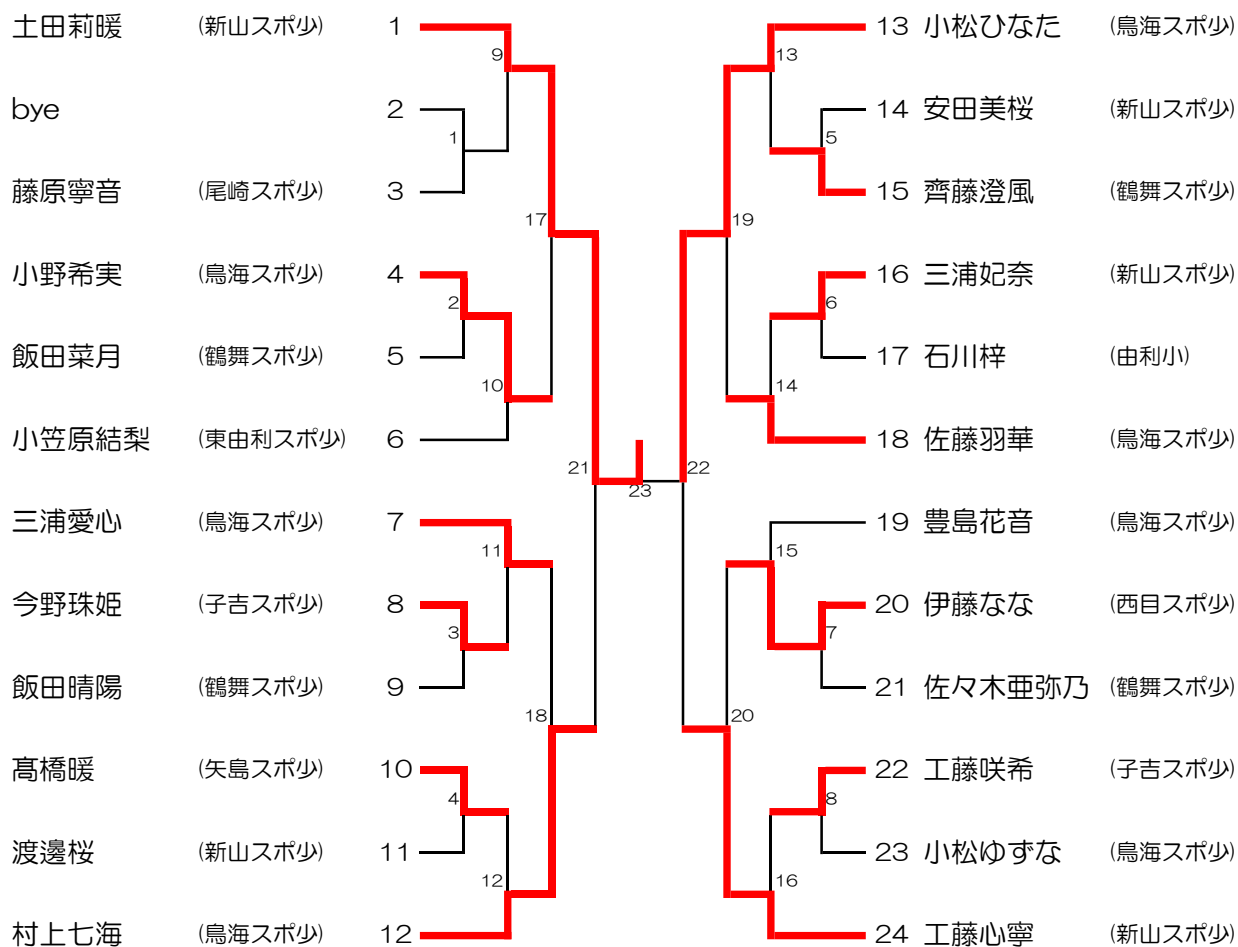 土田莉暖 (新山スポ少) 1
bye 2
藤原寧音 (尾崎スポ少) 3
小野希実 (鳥海スポ少) 4
飯田菜月 (鶴舞スポ少) 5
小笠原結梨 (東由利スポ少) 6
三浦愛心 (鳥海スポ少) 7
今野珠姫 (子吉スポ少) 8
飯田晴陽 (鶴舞スポ少) 9
髙橋暖 (矢島スポ少) 10
渡邊桜 (新山スポ少) 11
村上七海 (鳥海スポ少) 12
9
1
2
10
11
3
4
12
17
18
21
23
22
19
20
13
5
6
14
15
7
8
16
13 小松ひなた (鳥海スポ少)
14 安田美桜 (新山スポ少)
15 齊藤澄風 (鶴舞スポ少)
16 三浦妃奈 (新山スポ少)
17 石川梓 (由利小)
18 佐藤羽華 (鳥海スポ少)
19 豊島花音 (鳥海スポ少)
20 伊藤なな (西目スポ少)
21 佐々木亜弥乃 (鶴舞スポ少)
22 工藤咲希 (子吉スポ少)
23 小松ゆずな (鳥海スポ少)
24 工藤心寧 (新山スポ少)